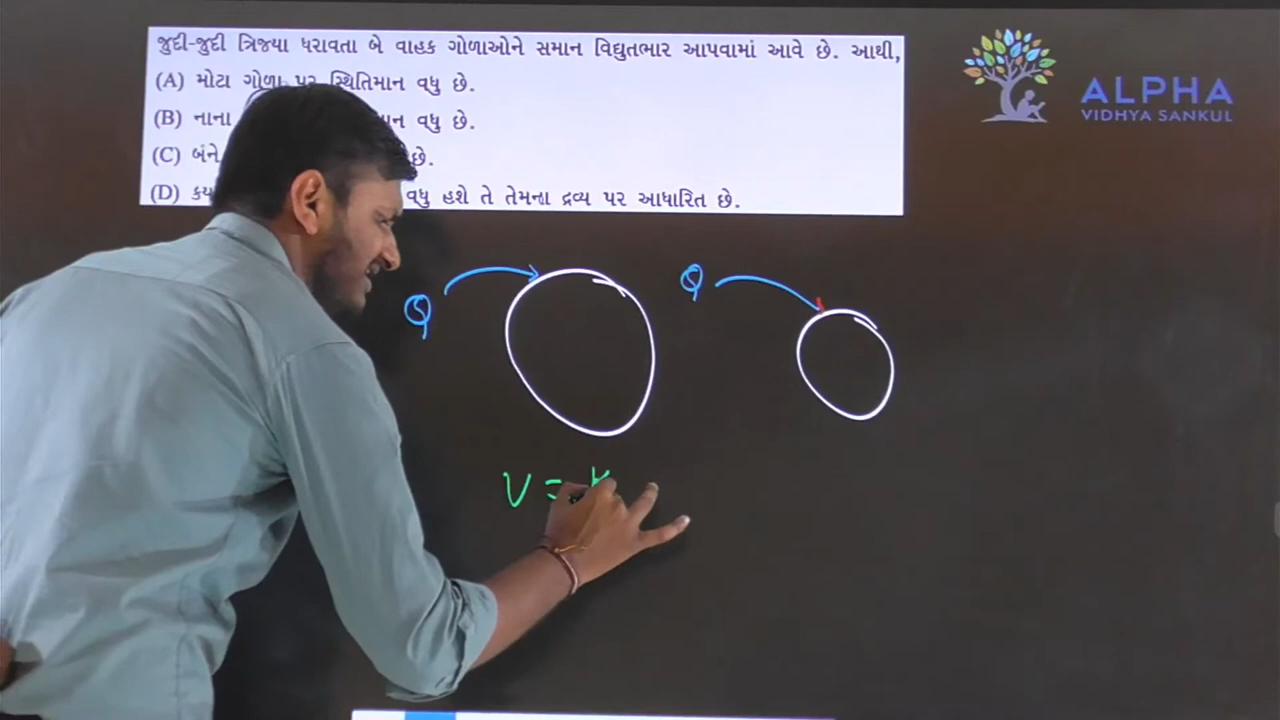 જુદી-જુદી ત્રિજ્યા ધરાવતા બે વાહક ગોળાઓને સમાન વિદ્યુતભાર આપવામાં આવે છે. આથી,
(A) મોટા ગોળા પર સ્થિતિમાન વધુ છે.
(B) નાના વધુ છે.
(C) બંને છે.
(D) વધુ હશે તે તેમના દ્રવ્ય પર આધારિત છે.
ALPHA
VIDHYA SANKUL
Q Q
V =